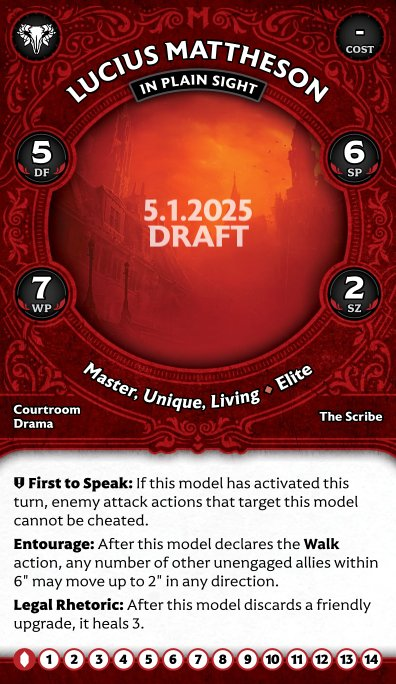 -
COST
LUCIUS MATTHESON
IN PLAIN SIGHT
5
DF
6
SP
5.1.2025
DRAFT
7
WP
2
SZ
Master, Unique, Living ♦ Elite
Courtroom
Drama
The Scribe
First to Speak: If this model has activated this
turn, enemy attack actions that target this model
cannot be cheated.
Entourage: After this model declares the Walk
action, any number of other unengaged allies within
6" may move up to 2" in any direction.
Legal Rhetoric: After this model discards a friendly
upgrade, it heals 3.
1 2 3 4 5 6 7 8 9 10 11 12 13 14